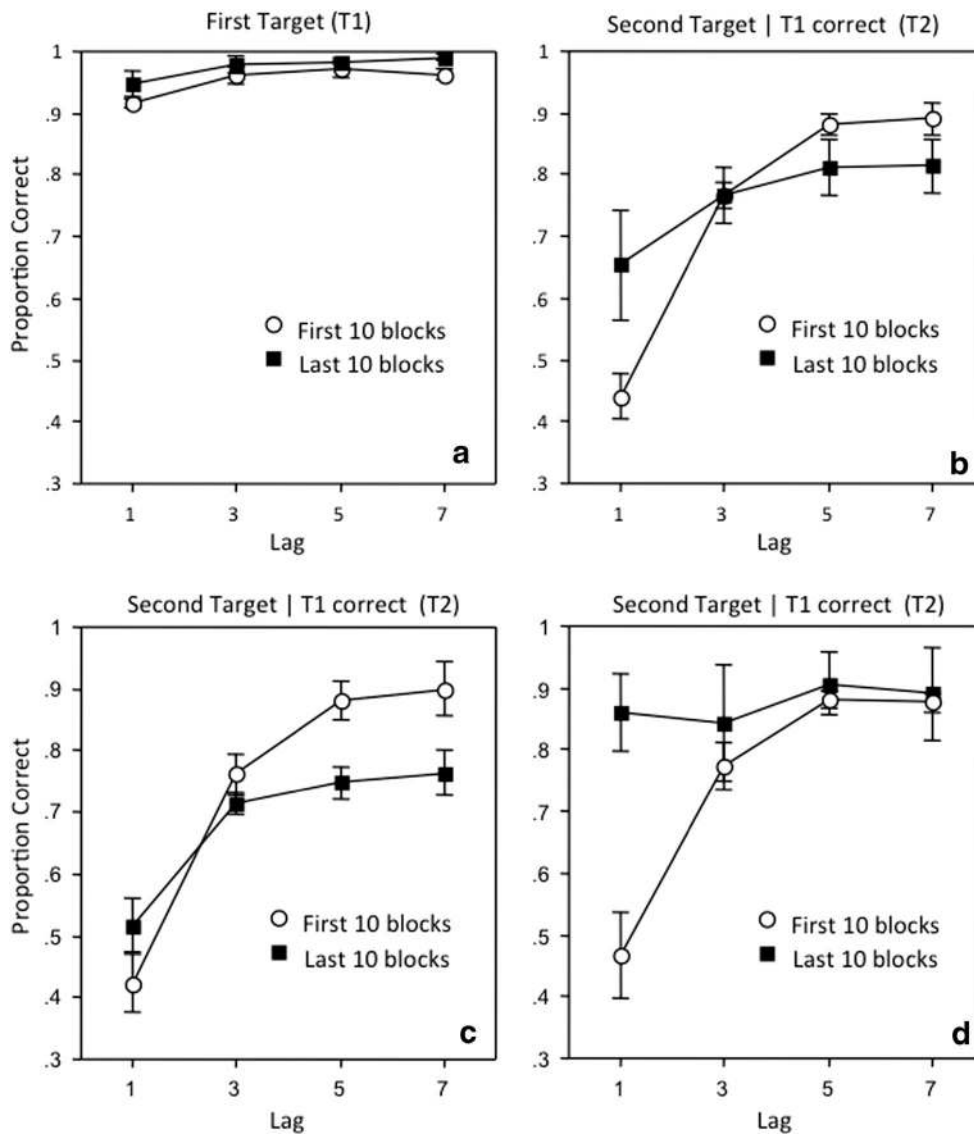 First Target (T1)
Proportion Correct
1
.9
.8
.7
.6
.5
.4
.3
First 10 blocks
Last 10 blocks
a
1 3 5 7
Lag
Second Target | T1 correct (T2)
1
.9
.8
.7
.6
.5
.4
.3
First 10 blocks
Last 10 blocks
b
1 3 5 7
Lag
Second Target | T1 correct (T2)
Proportion Correct
1
.9
.8
.7
.6
.5
.4
.3
First 10 blocks
Last 10 blocks
c
1 3 5 7
Lag
Second Target | T1 correct (T2)
1
.9
.8
.7
.6
.5
.4
.3
First 10 blocks
Last 10 blocks
d
1 3 5 7
Lag